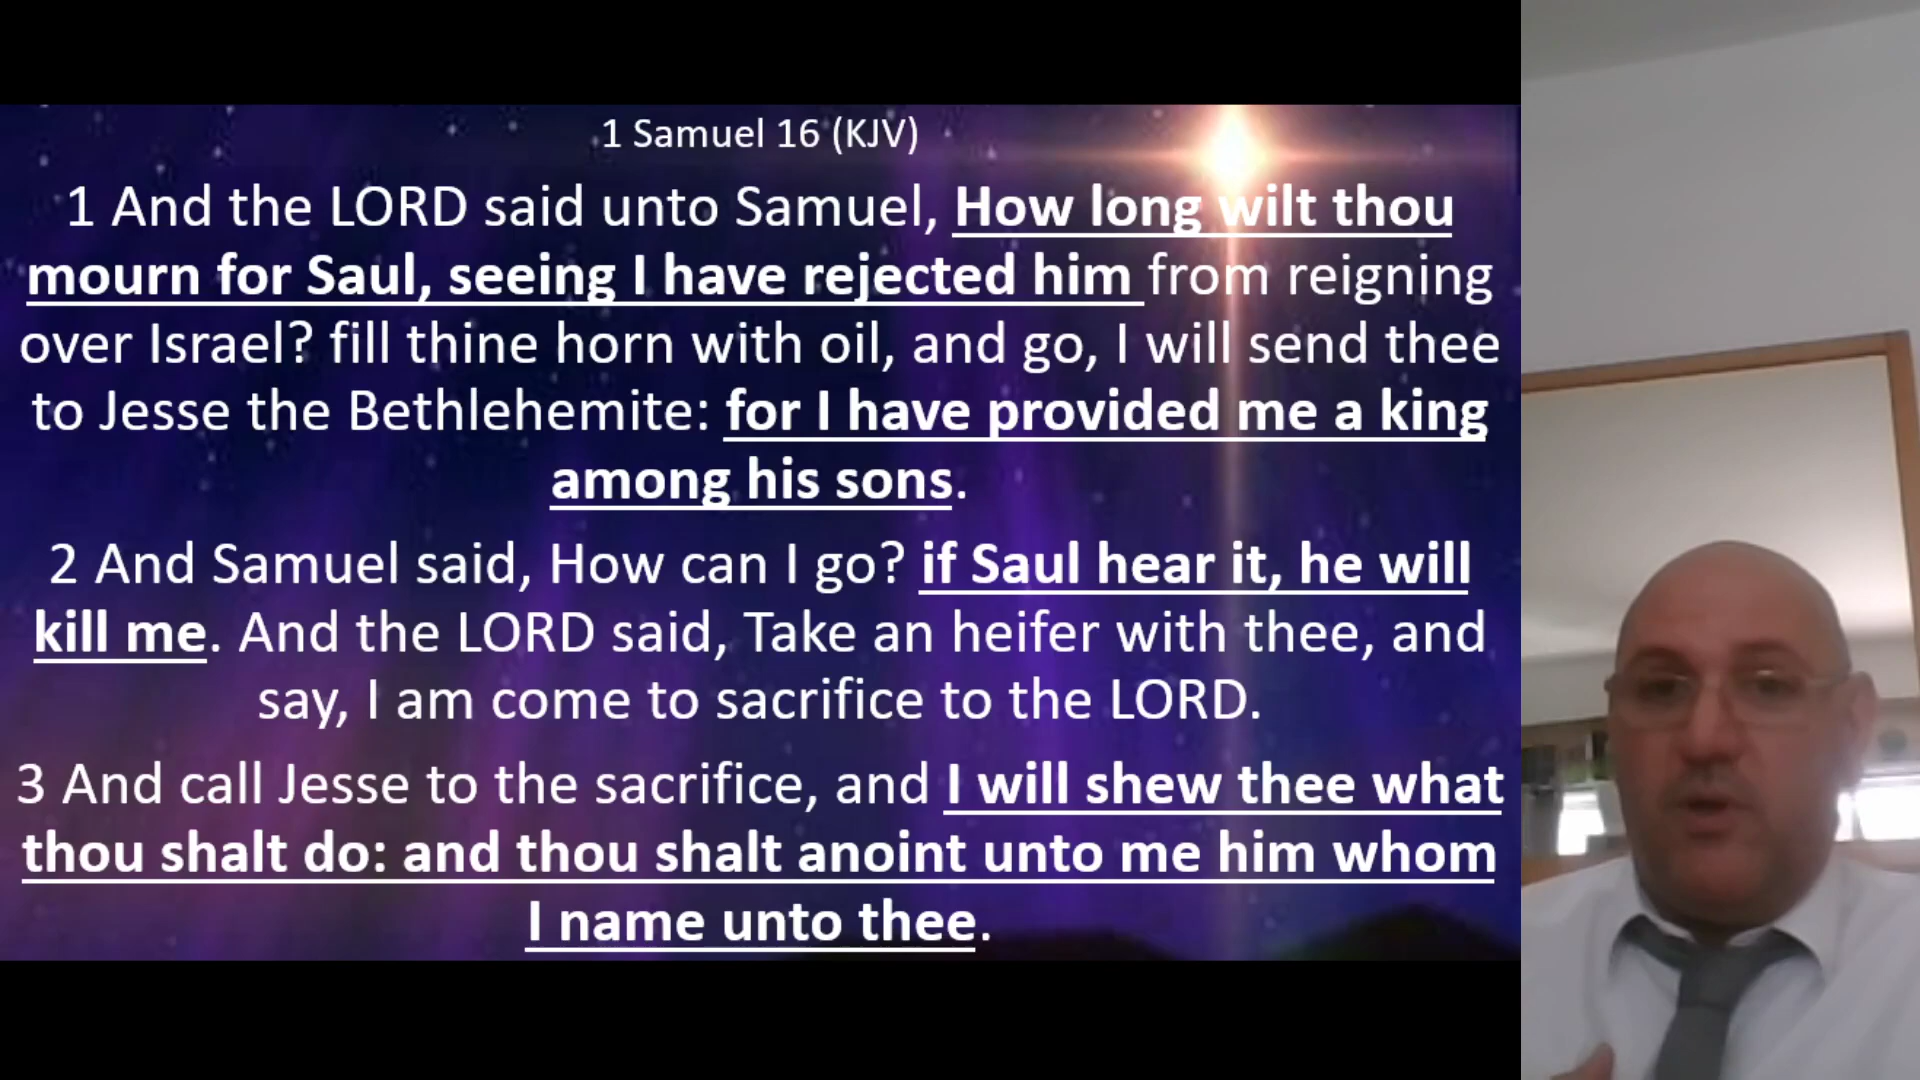 1 Samuel 16 (KJV)
1 And the LORD said unto Samuel, How long wilt thou
mourn for Saul, seeing I have rejected him from reigning
over Israel? fill thine horn with oil, and go, I will send thee
to Jesse the Bethlehemite: for I have provided me a king
among his sons.
2 And Samuel said, How can I go? if Saul hear it, he will
kill me. And the LORD said, Take an heifer with thee, and
say, I am come to sacrifice to the LORD.
3 And call Jesse to the sacrifice, and I will shew thee what
thou shalt do: and thou shalt anoint unto me him whom
I name unto thee.